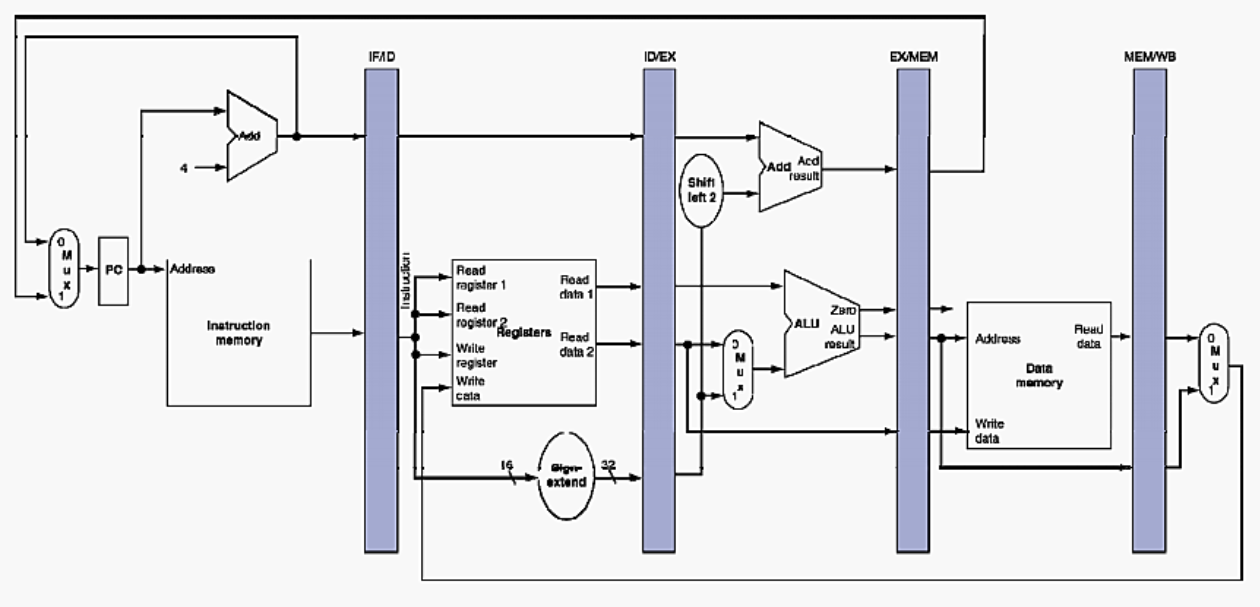 IF/ID
ID/EX
EX/MEM
MEM/WB
Add
4
Add
Add
result
Shift
left 2
0
M
u
x
1
PC
Address
Instruction
memory
Instruction
Read
register 1
Read
register 2
Registers
Write
register
Write
data
Read
data 1
Read
data 2
16
Sign-
extend
32
0
M
u
x
1
Zero
ALU
ALU
result
Address
Read
data
Data
memory
Write
data
0
M
u
x
1